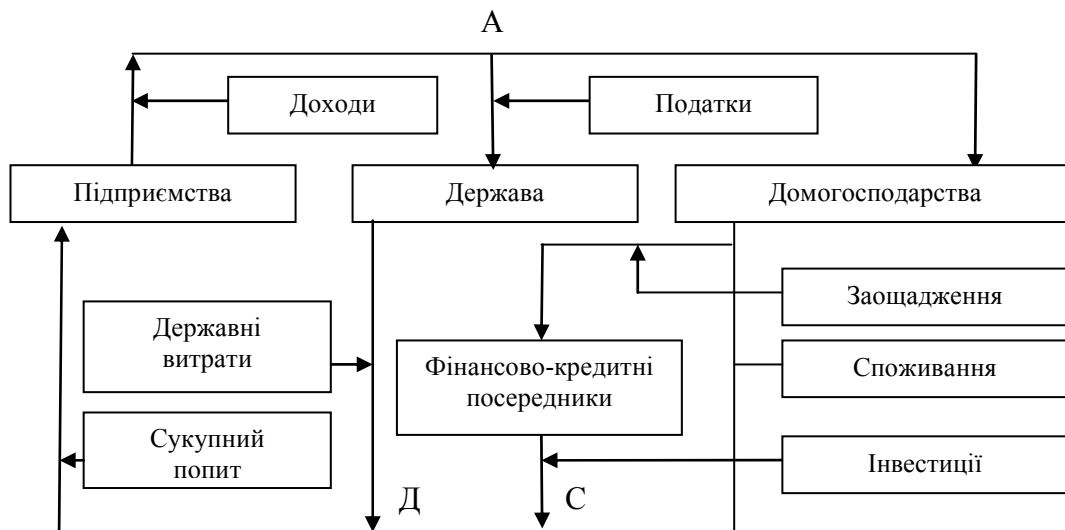 А
Доходи
Податки
Підприємства
Держава
Домогосподарства
Заощадження
Державні
витрати
Фінансово-кредитні
посередники
Споживання
Сукупний
попит
Інвестиції
Д
С